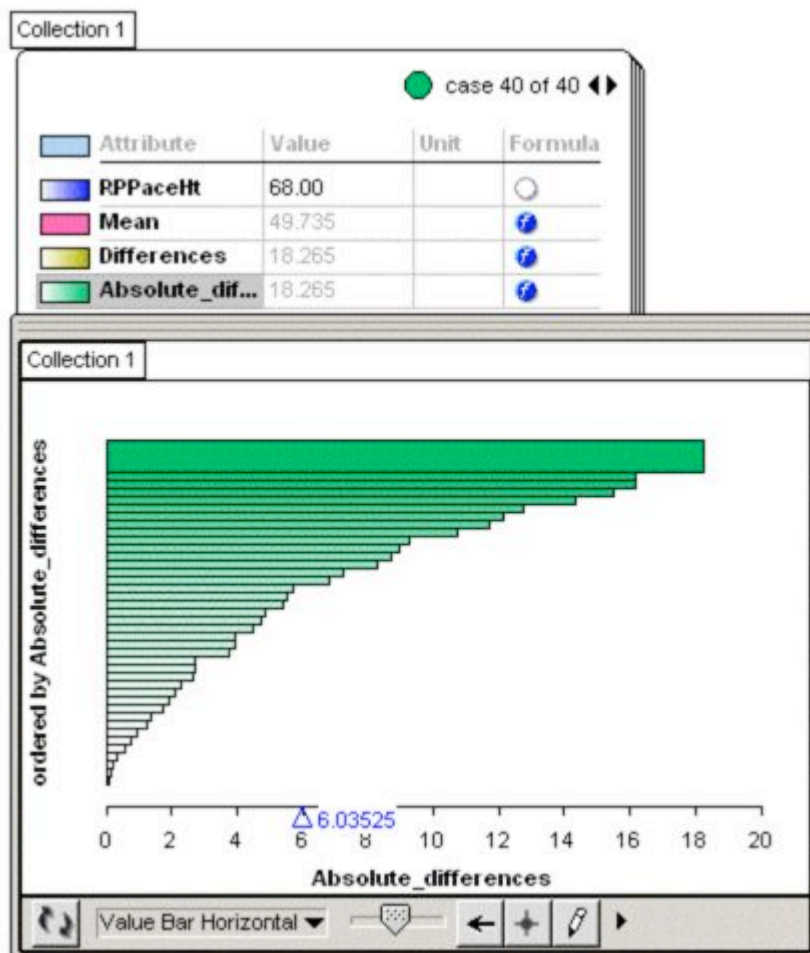 Collection 1
case 40 of 40
Attribute Value Unit Formula
RPPaceHt 68.00
Mean 49.735
Differences 18.265
Absolute_dif... 18.265
Collection 1
ordered by Absolute_differences
6.03525
0 2 4 6 8 10 12 14 16 18 20
Absolute_differences
Value Bar Horizontal